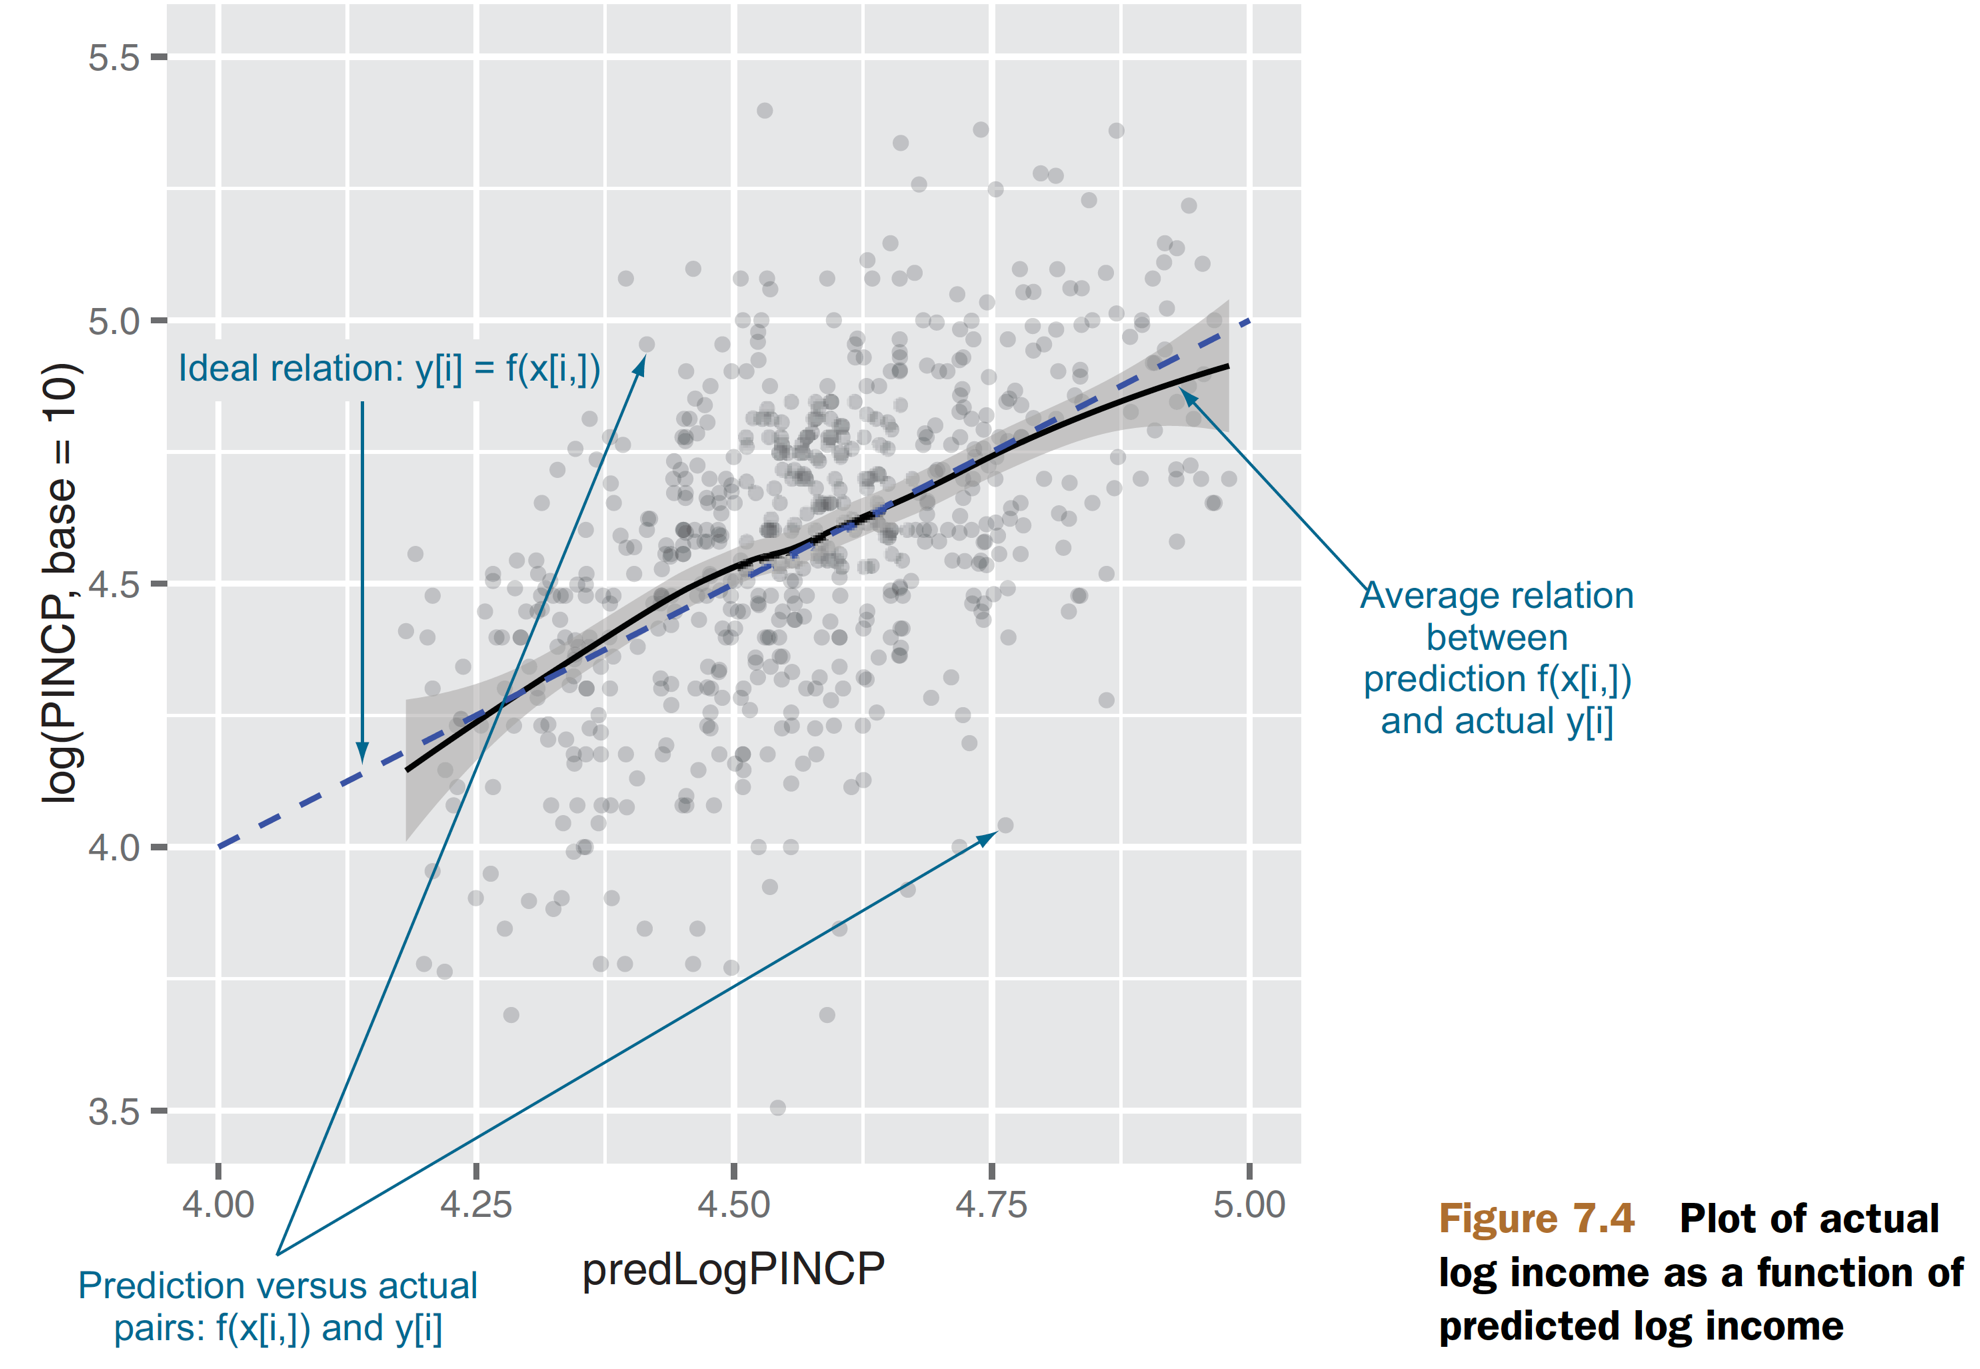 5.5
5.0
4.5
4.0
3.5
log(PINCP, base = 10)
Ideal relation: y[i] = f(x[i,])
Average relation
between
prediction f(x[i,])
and actual y[i]
4.00 4.25 4.50 4.75 5.00
predLogPINCP
Prediction versus actual
pairs: f(x[i,]) and y[i]
Figure 7.4 Plot of actual
log income as a function of
predicted log income